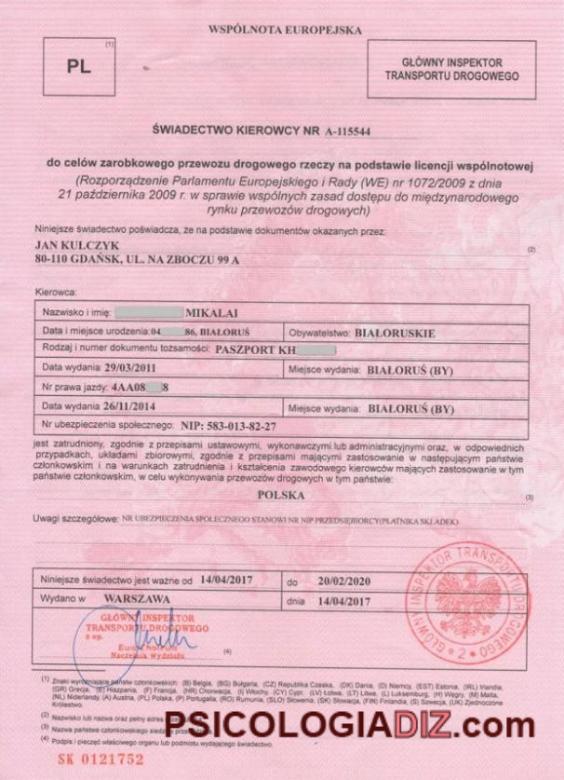 WSPÓLNOTA EUROPEJSKA
PL
(1)
GŁÓWNY INSPEKTOR
TRANSPORTU DROGOWEGO
ŚWIADECTWO KIEROWCY NR A-115544
do celów zarobkowego przewozu drogowego rzeczy na podstawie licencji wspólnotowej
(Rozporządzenie Parlamentu Europejskiego i Rady (WE) nr 1072/2009 z dnia
21 października 2009 r. w sprawie wspólnych zasad dostępu do międzynarodowego
rynku przewozów drogowych)
Niniejsze świadectwo poświadcza, że na podstawie dokumentów okazanych przez:
JAN KULCZYK
(2)
80-110 GDAŃSK, UL. NA ZBOCZU 99 A
Kierowca:
Nazwisko i imię: MIKALAI
Data i miejsce urodzenia: 04 86, BIAŁORUŚ Obywatelstwo: BIAŁORUSKIE
Rodzaj i numer dokumentu tożsamości: PASZPORT KH
Data wydania: 29/03/2011 Miejsce wydania: BIAŁORUŚ (BY)
Nr prawa jazdy: 4AA08 8
Data wydania 26/11/2014 Miejsce wydania: BIAŁORUŚ (BY)
Nr ubezpieczenia społecznego: NIP: 583-013-82-27
jest zatrudniony, zgodnie z przepisami ustawowymi, wykonawczymi lub administracyjnymi oraz, w odpowiednich
przypadkach, układami zbiorowymi, zgodnie z przepisami mającymi zastosowanie w następującym państwie
członkowskim i na warunkach zatrudnienia i kształcenia zawodowego kierowców mających zastosowanie w tym
państwie członkowskim, w celu wykonywania przewozów drogowych w tym państwie:
POLSKA
(3)
Uwagi szczegółowe: NR UBEZPIECZENIA SPOŁECZNEGO STANOWI NR NIP PRZEDSIĘBIORCY(PŁATNIKA SKŁADEK)
Niniejsze świadectwo jest ważne od 14/04/2017 do 20/02/2020
Wydano w WARSZAWA dnia 14/04/2017
GŁÓWNY INSPEKTOR
TRANSPORTU DROGOWEGO
z up.
Naczelnik Wydziału
(4)
GŁÓWNY INSPEKTOR TRANSPORTU DROGOWEGO
* 2 *
(1) Znaki wyróżniające państw członkowskich: (B) Belgia, (BG) Bułgaria, (CZ) Republika Czeska, (DK) Dania, (D) Niemcy, (EST) Estonia, (IRL) Irlandia,
(GR) Grecja, (E) Hiszpania, (F) Francja, (HR) Chorwacja, (I) Włochy, (CY) Cypr, (LV) Łotwa, (LT) Litwa, (L) Luksemburg, (H) Węgry, (M) Malta,
(NL) Niderlandy, (A) Austria, (PL) Polska, (P) Portugalia, (RO) Rumunia, (SLO) Słowenia, (SK) Słowacja, (FIN) Finlandia, (S) Szwecja, (UK) Zjednoczone
Królestwo.
(2) Nazwisko lub nazwa oraz pełny adres
(3) Nazwa państwa członkowskiego
(4) Podpis i pieczęć właściwego organu lub podmiotu wydającego świadectwo.
PSICOLOGIADIZ.com
SK 0121752